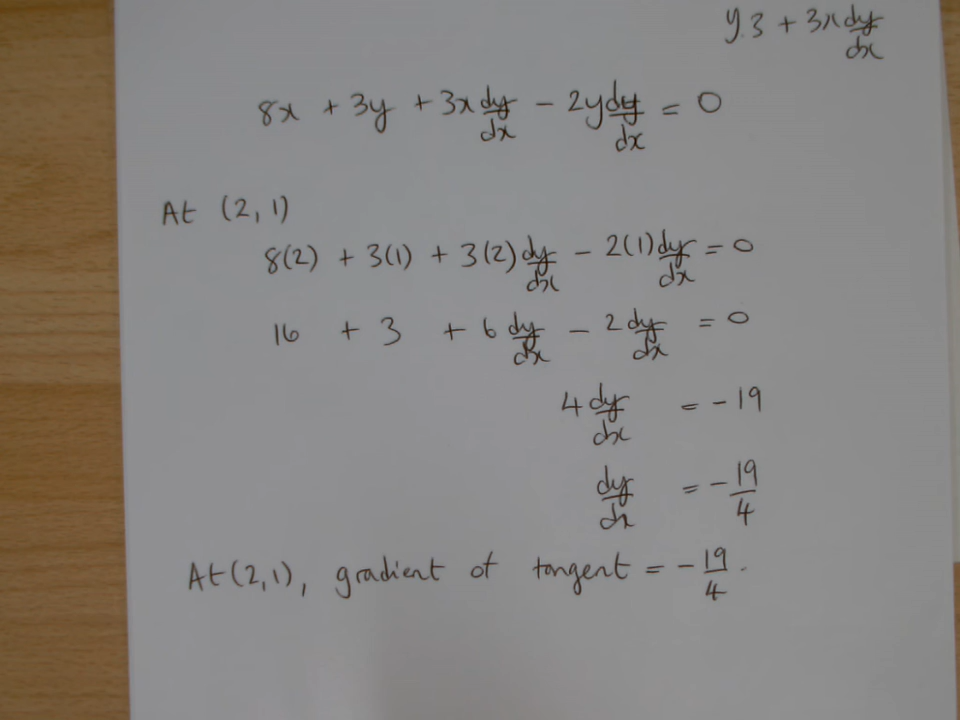 y.3 + 3x dy/dx
8x + 3y + 3x dy/dx - 2y dy/dx = 0
At (2,1)
8(2) + 3(1) + 3(2) dy/dx - 2(1) dy/dx = 0
16 + 3 + 6 dy/dx - 2 dy/dx = 0
4 dy/dx = -19
dy/dx = -19/4
At (2,1), gradient of tangent = -19/4.